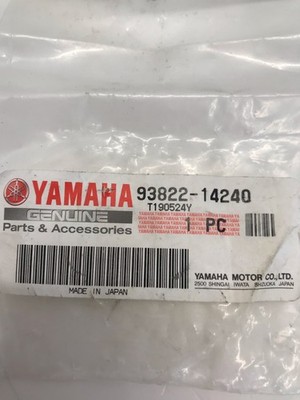 YAMAHA 93822-14240
T190524Y
GENUINE
Parts & Accessories
1 PC
MADE IN JAPAN
YAMAHA MOTOR CO.,LTD.
2500 SHINGAI, IWATA, SHIZUOKA JAPAN